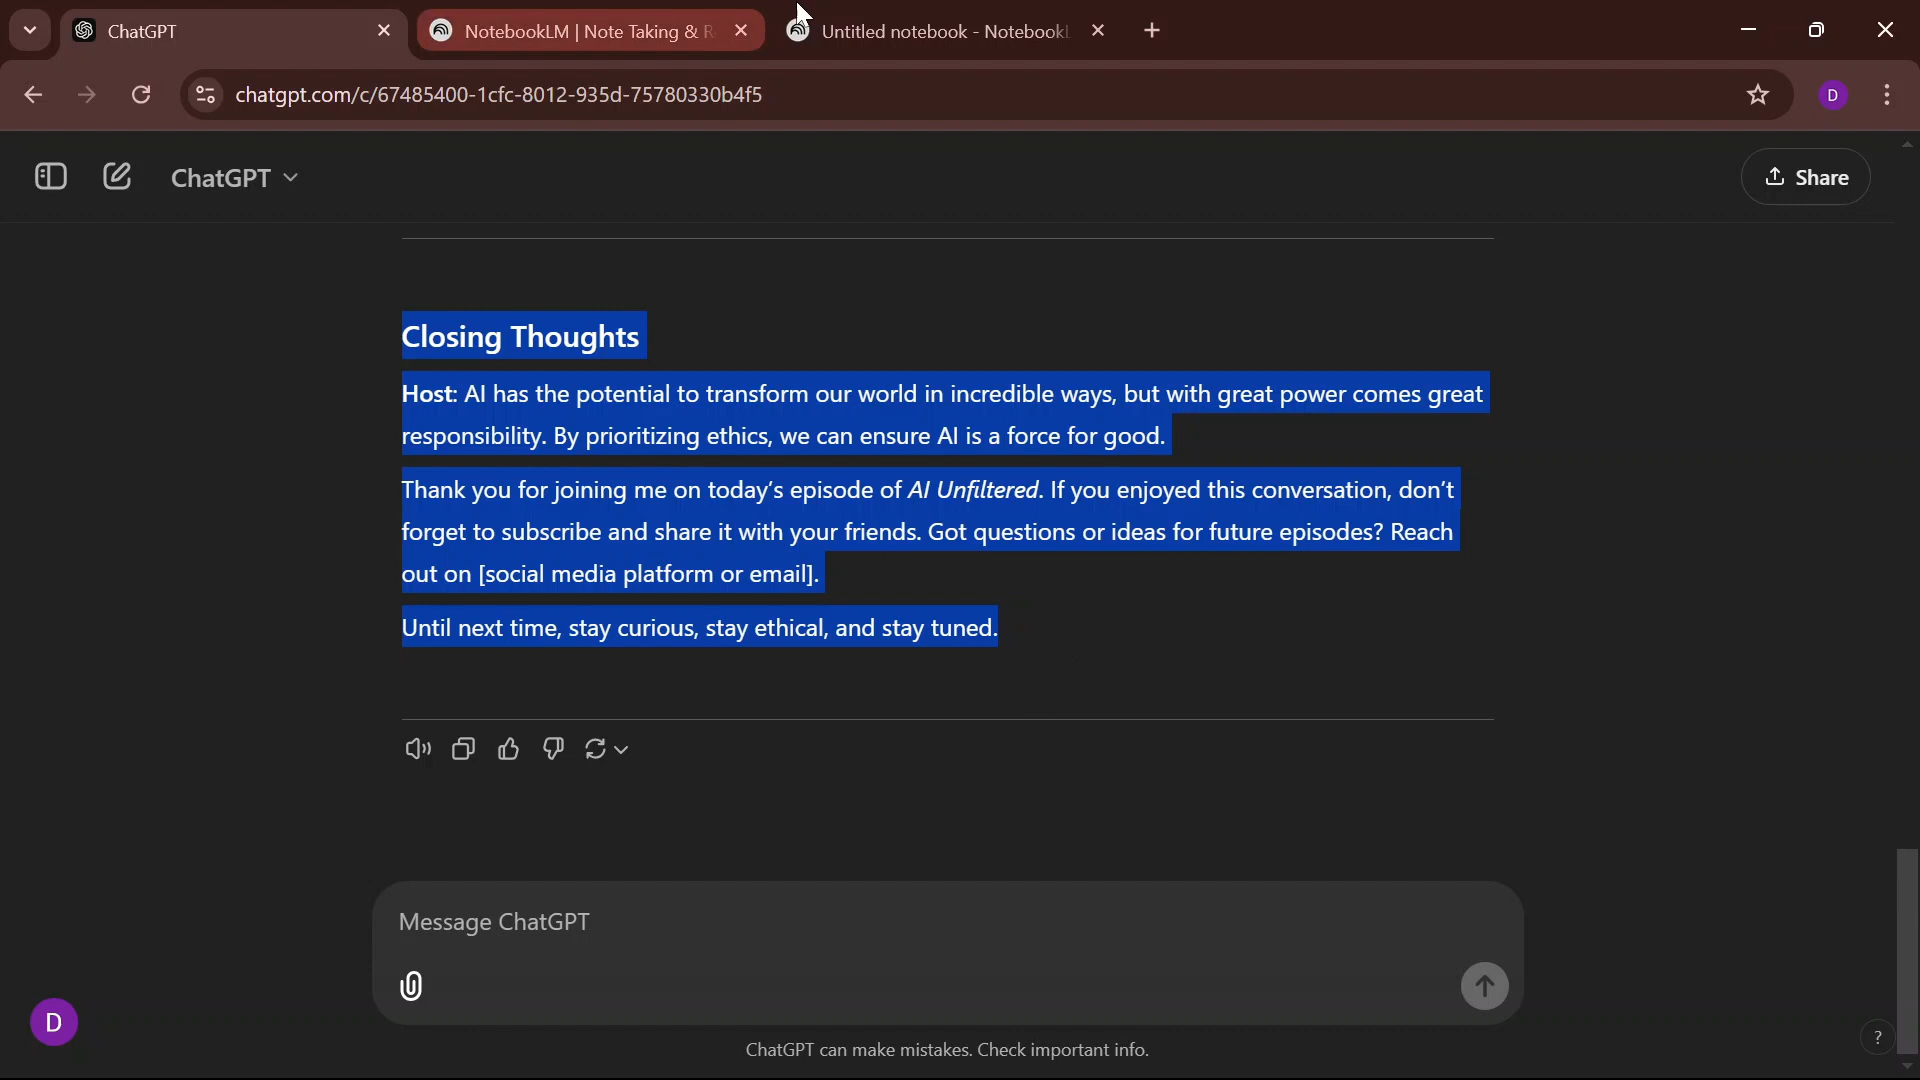 ChatGPT
NotebookLM | Note Taking &
Untitled notebook - Notebook
chatgpt.com/c/67485400-1cfc-8012-935d-75780330b4f5
D
ChatGPT
Share
Closing Thoughts
Host: AI has the potential to transform our world in incredible ways, but with great power comes great
responsibility. By prioritizing ethics, we can ensure AI is a force for good.
Thank you for joining me on today's episode of AI Unfiltered. If you enjoyed this conversation, don't
forget to subscribe and share it with your friends. Got questions or ideas for future episodes? Reach
out on [social media platform or email].
Until next time, stay curious, stay ethical, and stay tuned.
Message ChatGPT
D
ChatGPT can make mistakes. Check important info.
?